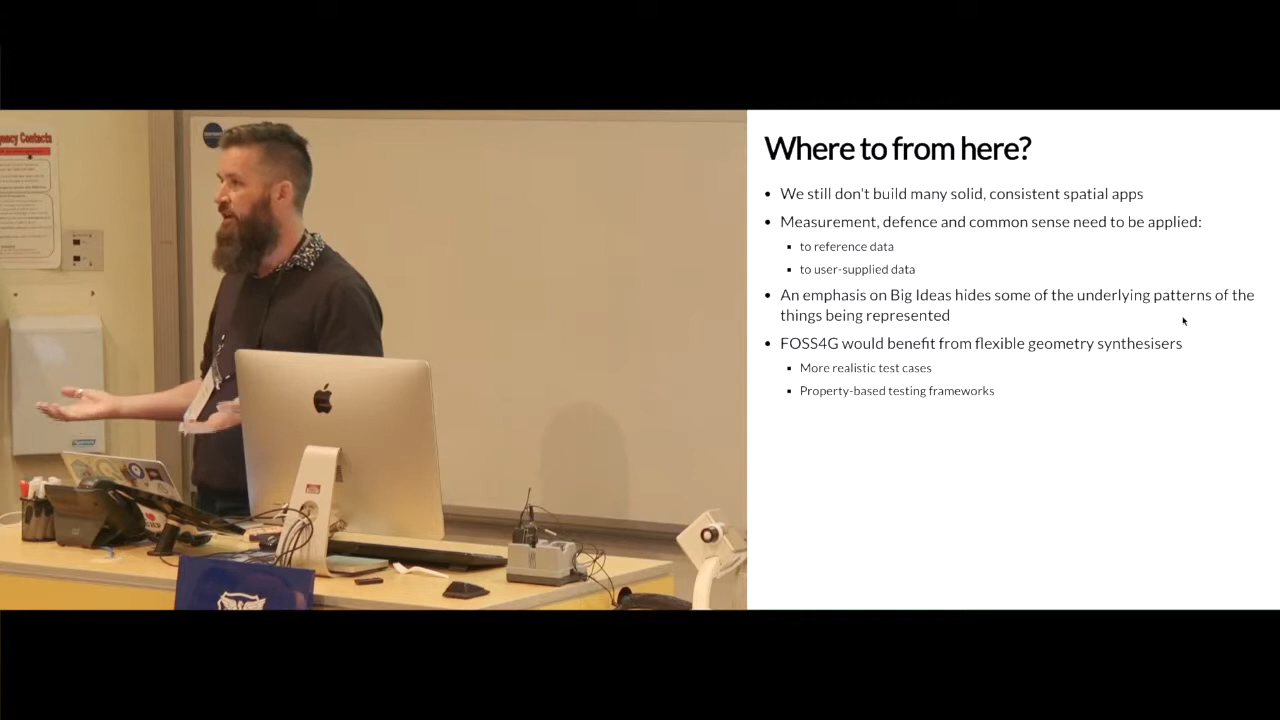 ency Contacts
Where to from here?
• We still don't build many solid, consistent spatial apps
• Measurement, defence and common sense need to be applied:
▪ to reference data
▪ to user-supplied data
• An emphasis on Big Ideas hides some of the underlying patterns of the
things being represented
• FOSS4G would benefit from flexible geometry synthesisers
▪ More realistic test cases
▪ Property-based testing frameworks